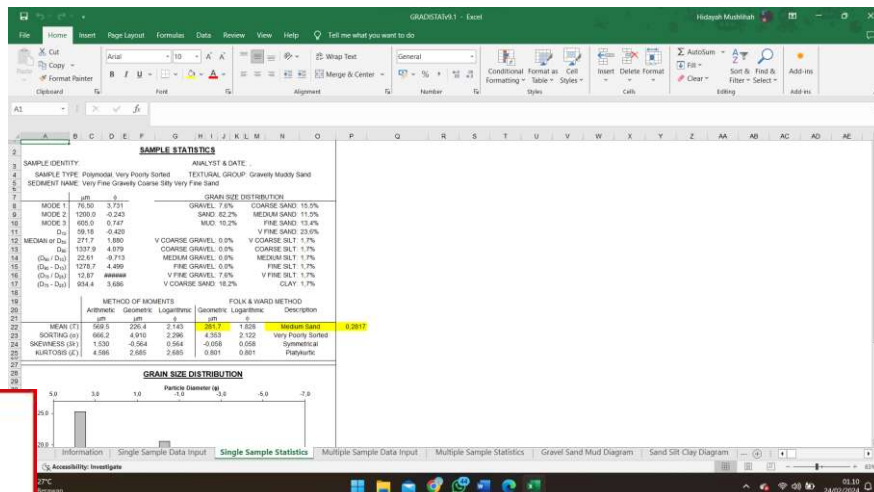 GRADISTATv9.1 - Excel
Hidayah Mushlihah
File Home Insert Page Layout Formulas Data Review View Help Tell me what you want to do
Cut
Copy
Format Painter
Paste
Clipboard
Arial 10
Font
Wrap Text
Merge & Center
Alignment
General
Number
Conditional Formatting
Format as Table
Cell Styles
Styles
Insert Delete Format
Cells
AutoSum
Fill
Clear
Sort & Filter
Find & Select
Editing
Add-ins
Add-ins
A1
A B C D E F G H I J K L M N O P Q R S T U V W X Y Z AA AB AC AD AE
SAMPLE STATISTICS
SAMPLE IDENTITY: ANALYST & DATE: ,
SAMPLE TYPE: Polymodal, Very Poorly Sorted TEXTURAL GROUP: Gravelly Muddy Sand
SEDIMENT NAME: Very Fine Gravelly Coarse Silty Very Fine Sand
µm ϕ GRAIN SIZE DISTRIBUTION
MODE 1: 76,50 3,731 GRAVEL: 7,6% COARSE SAND: 15,5%
MODE 2: 1200,0 -0,243 SAND: 82,2% MEDIUM SAND: 11,5%
MODE 3: 605,0 0,747 MUD: 10,2% FINE SAND: 13,4%
D10: 59,18 -0,420 V FINE SAND: 23,6%
MEDIAN or D50: 271,7 1,880 V COARSE GRAVEL: 0,0% V COARSE SILT: 1,7%
D90: 1337,9 4,079 COARSE GRAVEL: 0,0% COARSE SILT: 1,7%
(D90 / D10): 22,61 -9,713 MEDIUM GRAVEL: 0,0% MEDIUM SILT: 1,7%
(D90 - D10): 1278,7 4,499 FINE GRAVEL: 0,0% FINE SILT: 1,7%
(D75 / D25): 12,87 ###### V FINE GRAVEL: 7,6% V FINE SILT: 1,7%
(D75 - D25): 934,4 3,686 V COARSE SAND: 18,2% CLAY: 1,7%
METHOD OF MOMENTS FOLK & WARD METHOD
Arithmetic Geometric Logarithmic Geometric Logarithmic Description
µm µm ϕ µm ϕ
MEAN 569,5 226,4 2,143 281,7 1,828 Medium Sand 0,2817
SORTING (σ): 666,2 4,910 2,296 4,353 2,122 Very Poorly Sorted
SKEWNESS (Sk): 1,530 -0,564 0,564 -0,058 0,058 Symmetrical
KURTOSIS (K): 4,586 2,685 2,685 0,801 0,801 Platykurtic
GRAIN SIZE DISTRIBUTION
Particle Diameter (ϕ)
5.0 3.0 1.0 -1.0 -3.0 -5.0 -7.0
25.0
20.0
Information Single Sample Data Input Single Sample Statistics Multiple Sample Data Input Multiple Sample Statistics Gravel Sand Mud Diagram Sand Silt Clay Diagram
Accessibility: Investigate
27°C
01.10
24/02/2024